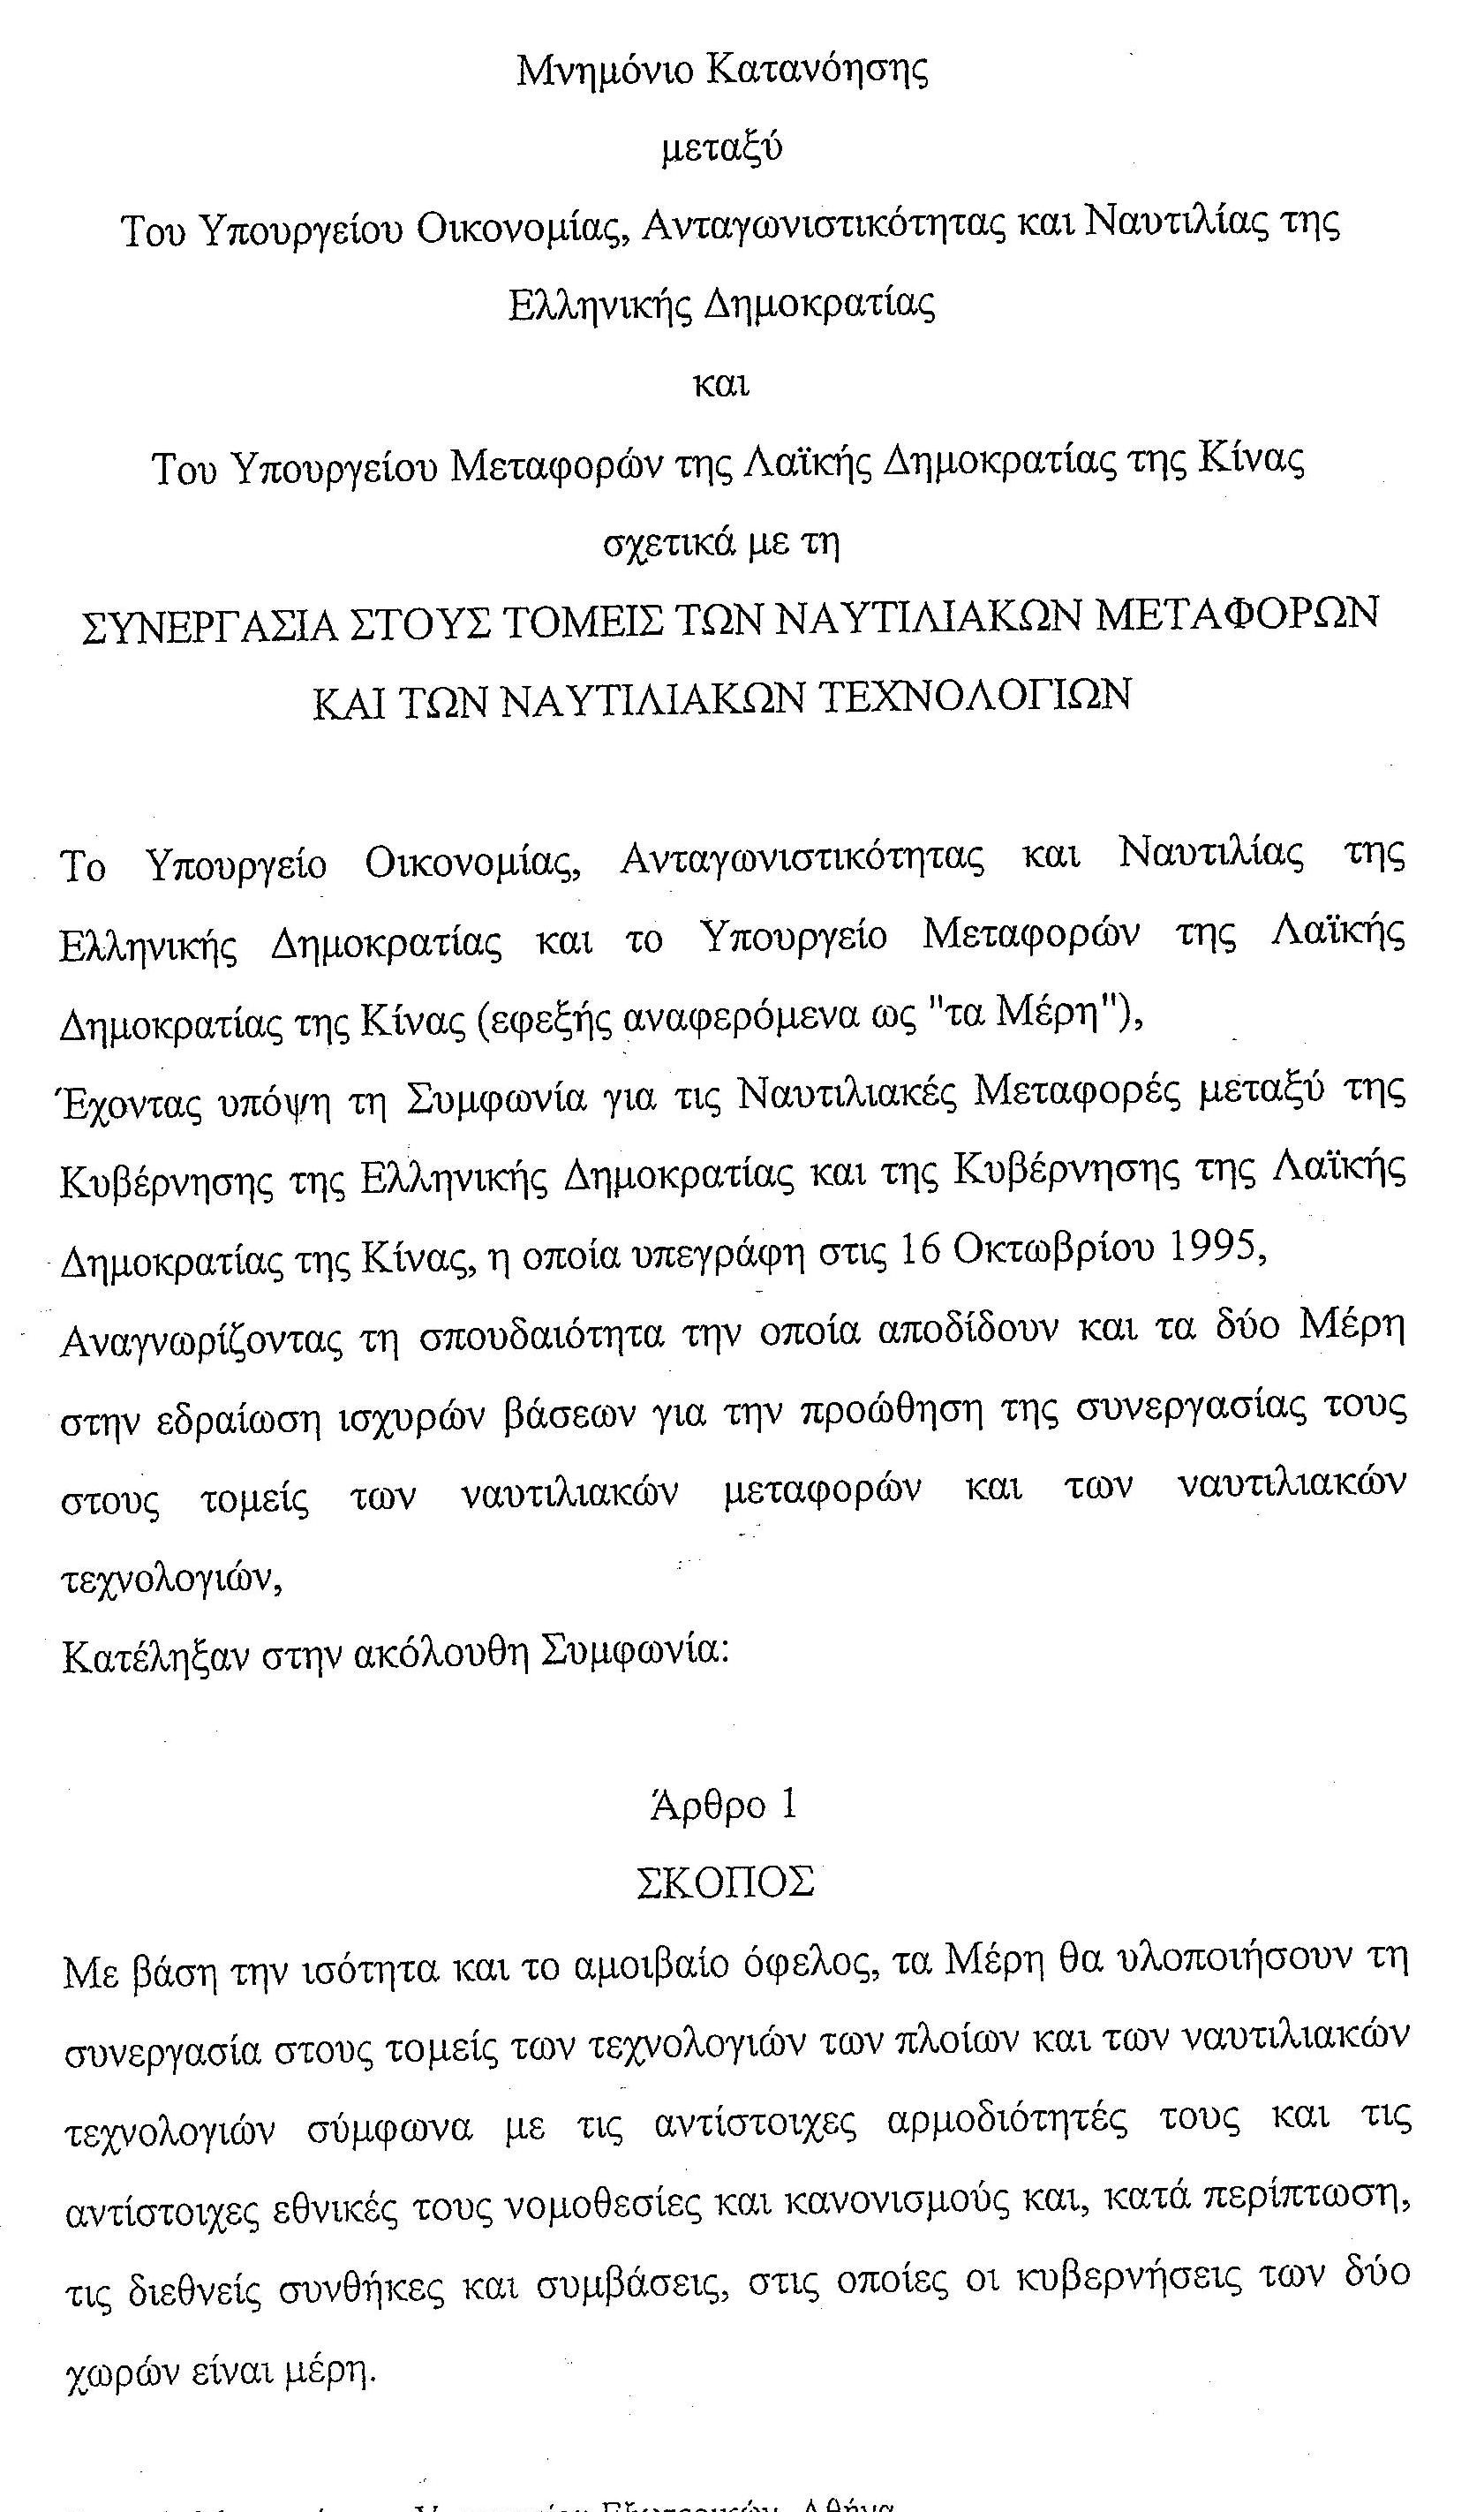 Μνημόνιο Κατανόησης
μεταξύ
Του Υπουργείου Οικονομίας, Ανταγωνιστικότητας και Ναυτιλίας της
Ελληνικής Δημοκρατίας
και
Του Υπουργείου Μεταφορών της Λαϊκής Δημοκρατίας της Κίνας
σχετικά με τη
ΣΥΝΕΡΓΑΣΙΑ ΣΤΟΥΣ ΤΟΜΕΙΣ ΤΩΝ ΝΑΥΤΙΛΙΑΚΩΝ ΜΕΤΑΦΟΡΩΝ
ΚΑΙ ΤΩΝ ΝΑΥΤΙΛΙΑΚΩΝ ΤΕΧΝΟΛΟΓΙΩΝ
Το Υπουργείο Οικονομίας, Ανταγωνιστικότητας και Ναυτιλίας της
Ελληνικής Δημοκρατίας και το Υπουργείο Μεταφορών της Λαϊκής
Δημοκρατίας της Κίνας (εφεξής αναφερόμενα ως "τα Μέρη"),
Έχοντας υπόψη τη Συμφωνία για τις Ναυτιλιακές Μεταφορές μεταξύ της
Κυβέρνησης της Ελληνικής Δημοκρατίας και της Κυβέρνησης της Λαϊκής
Δημοκρατίας της Κίνας, η οποία υπεγράφη στις 16 Οκτωβρίου 1995,
Αναγνωρίζοντας τη σπουδαιότητα την οποία αποδίδουν και τα δύο Μέρη
στην εδραίωση ισχυρών βάσεων για την προώθηση της συνεργασίας τους
στους τομείς των ναυτιλιακών μεταφορών και των ναυτιλιακών
τεχνολογιών,
Κατέληξαν στην ακόλουθη Συμφωνία:
Άρθρο 1
ΣΚΟΠΟΣ
Με βάση την ισότητα και το αμοιβαίο όφελος, τα Μέρη θα υλοποιήσουν τη
συνεργασία στους τομείς των τεχνολογιών των πλοίων και των ναυτιλιακών
τεχνολογιών σύμφωνα με τις αντίστοιχες αρμοδιότητές τους και τις
αντίστοιχες εθνικές τους νομοθεσίες και κανονισμούς και, κατά περίπτωση,
τις διεθνείς συνθήκες και συμβάσεις, στις οποίες οι κυβερνήσεις των δύο
χωρών είναι μέρη.
Εξωτερικών, Αθήνα